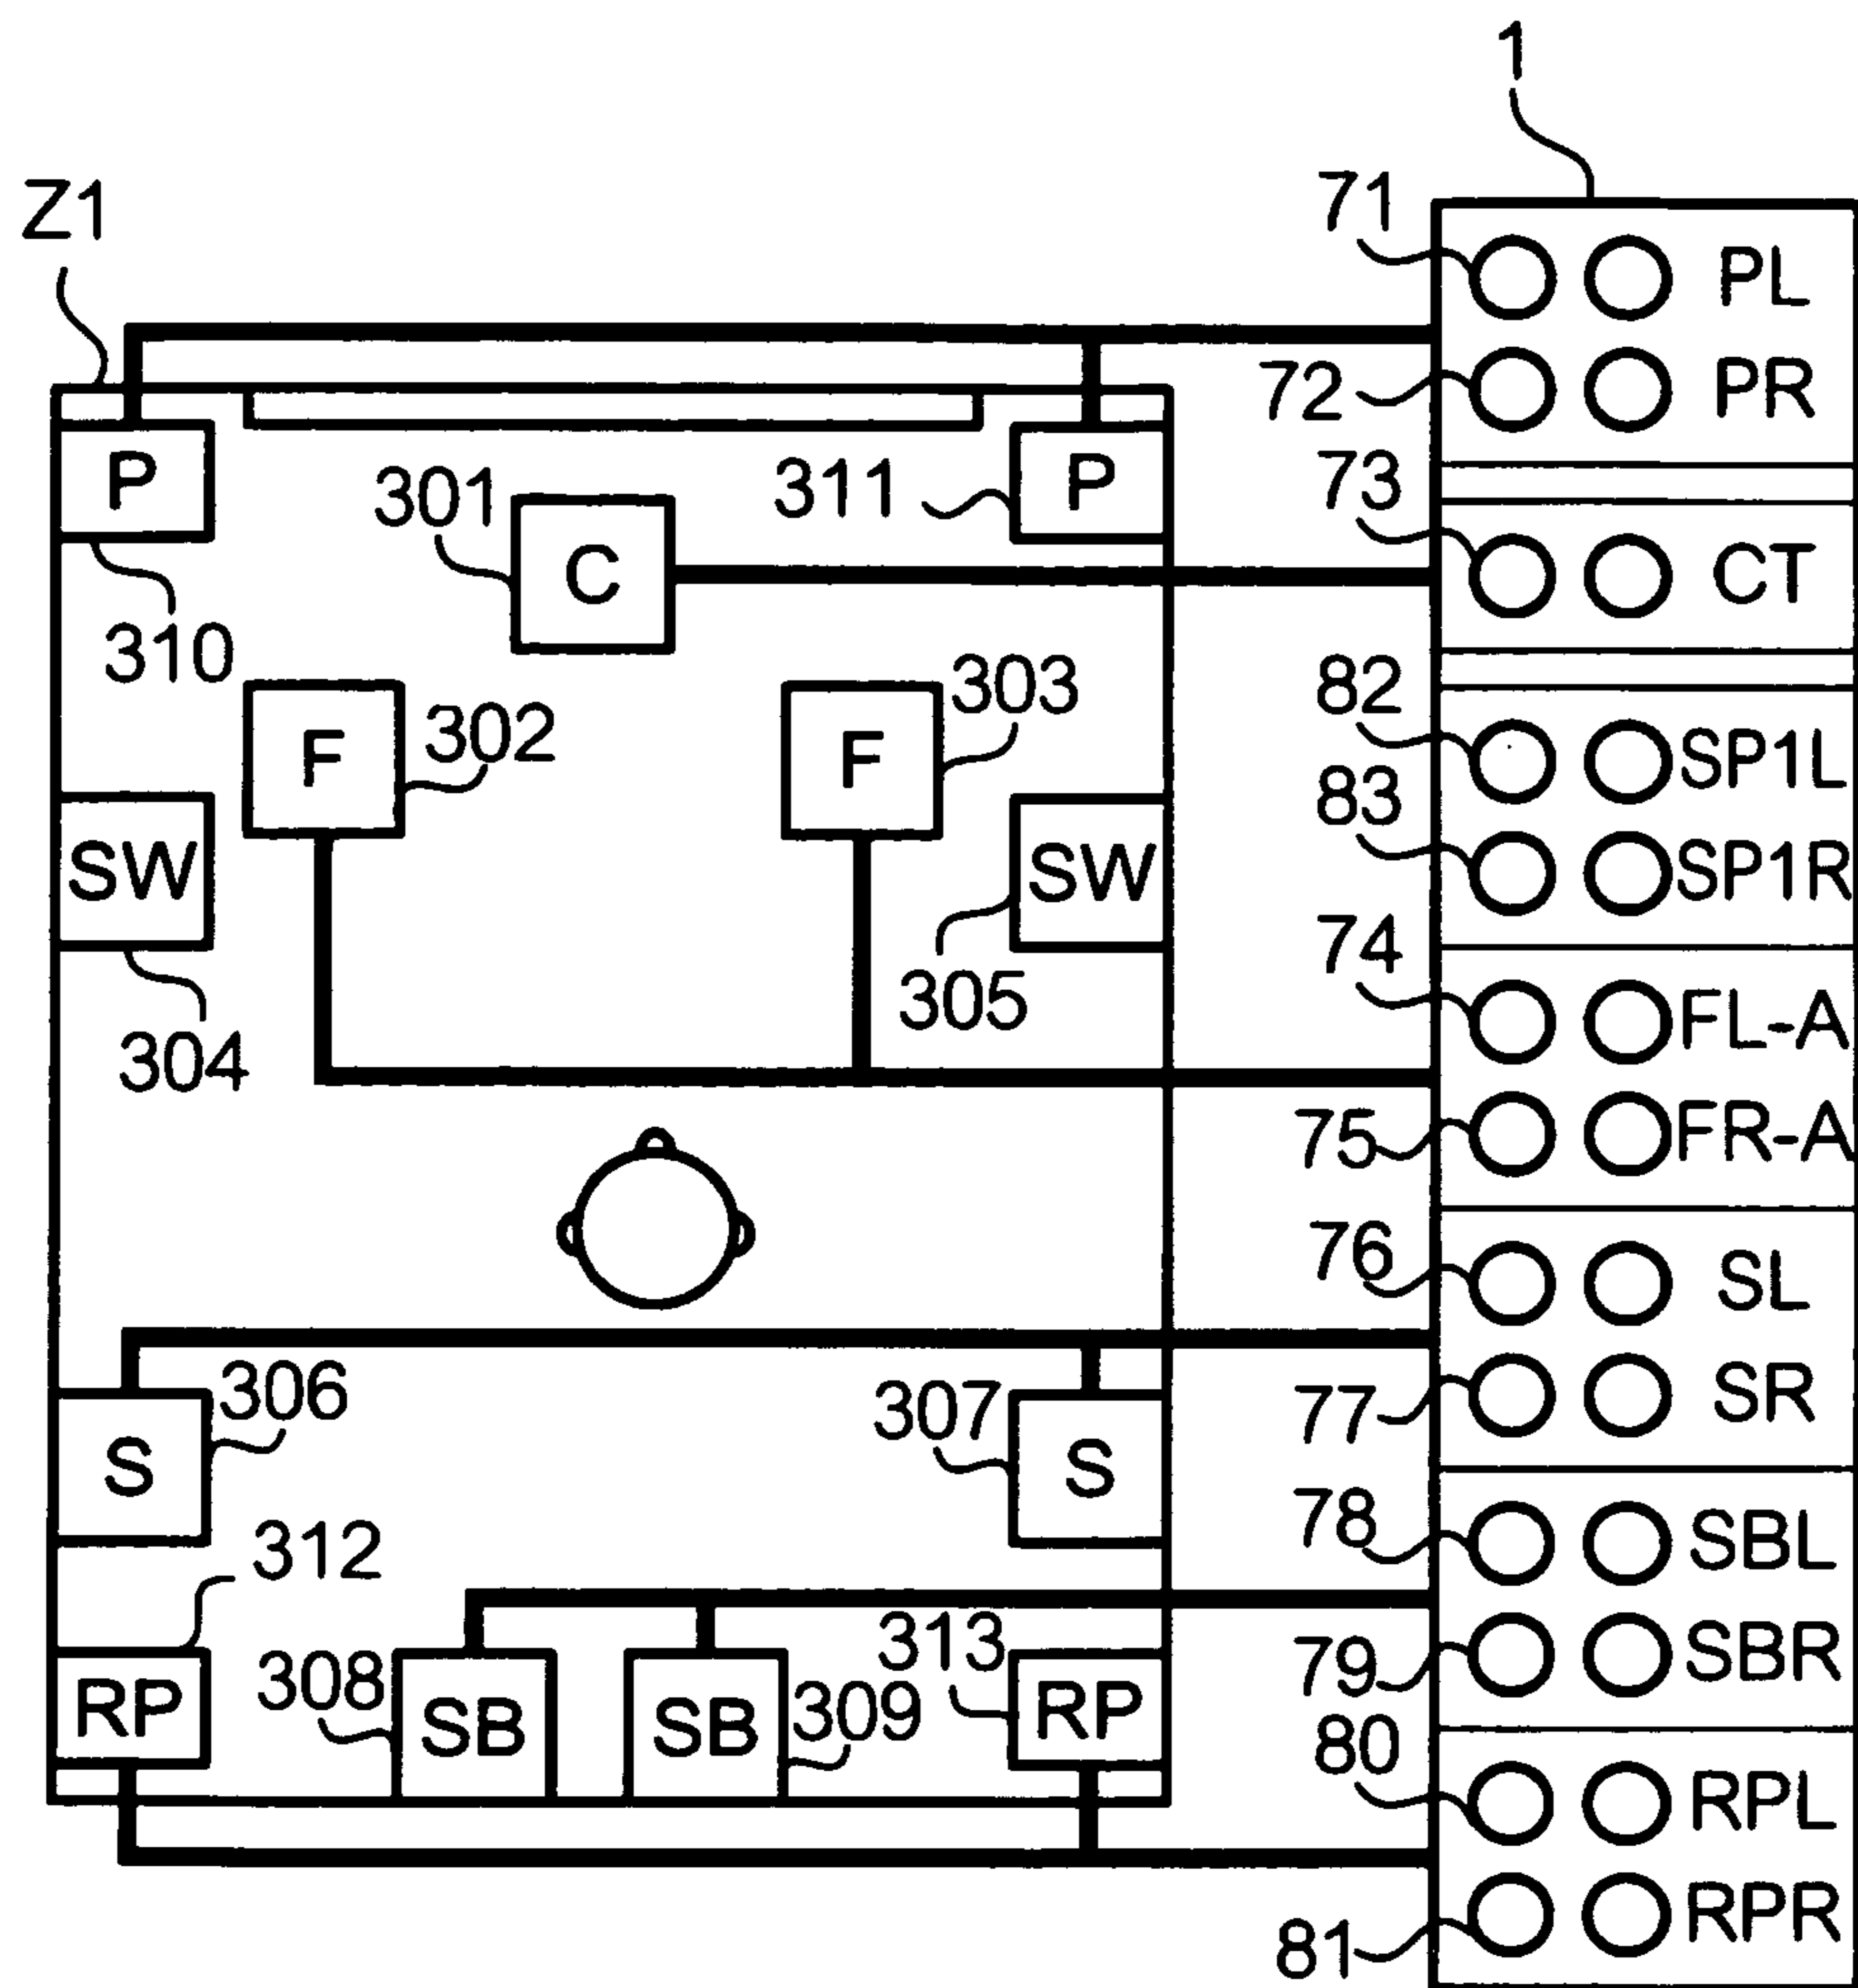 1
Z1
71
PL
72
PR
P
301
311
P
73
C
CT
310
302
303
82
F
F
SP1L
83
SW
SW
SP1R
74
304
305
FL-A
75
FR-A
76
SL
306
307
77
SR
S
S
312
78
SBL
308
313
79
SBR
RP
SB
SB
309
RP
80
RPL
81
RPR